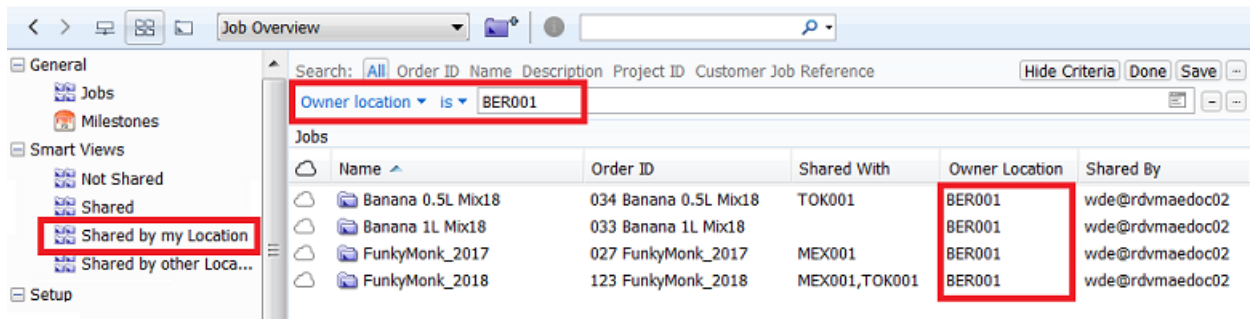 Job Overview
General
Jobs
Milestones
Smart Views
Not Shared
Shared
Shared by my Location
Shared by other Loca...
Setup
Search: All Order ID Name Description Project ID Customer Job Reference Hide Criteria Done Save ...
Owner location is BER001
Jobs
Name Order ID Shared With Owner Location Shared By
Banana 0.5L Mix18 034 Banana 0.5L Mix18 TOK001 BER001 wde@rdvmaedoc02
Banana 1L Mix18 033 Banana 1L Mix18 BER001 wde@rdvmaedoc02
FunkyMonk_2017 027 FunkyMonk_2017 MEX001 BER001 wde@rdvmaedoc02
FunkyMonk_2018 123 FunkyMonk_2018 MEX001,TOK001 BER001 wde@rdvmaedoc02